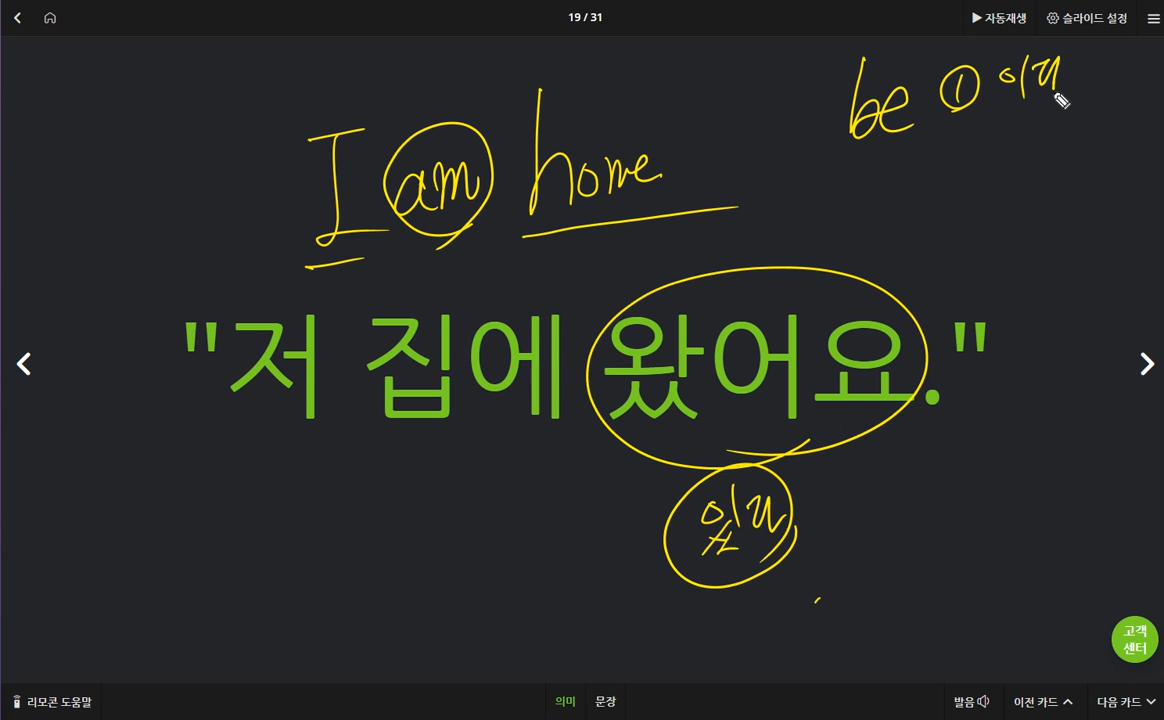 19 / 31
▶ 자동재생
슬라이드 설정
be ① 이다
I am home
"저 집에 왔어요."
있다
고객
센터
리모콘 도움말
의미
문장
발음
이전 카드
다음 카드